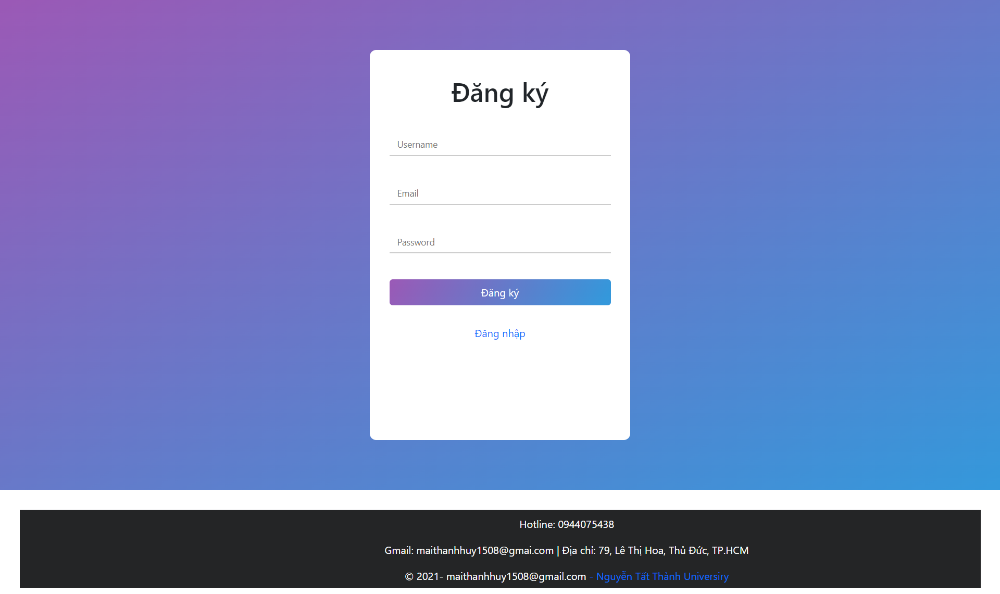 Đăng ký
Username
Email
Password
Đăng ký
Đăng nhập
Hotline: 0944075438
Gmail: maithanhhuy1508@gmai.com | Địa chỉ: 79, Lê Thị Hoa, Thủ Đức, TP.HCM
© 2021- maithanhhuy1508@gmail.com - Nguyễn Tất Thành Universiry